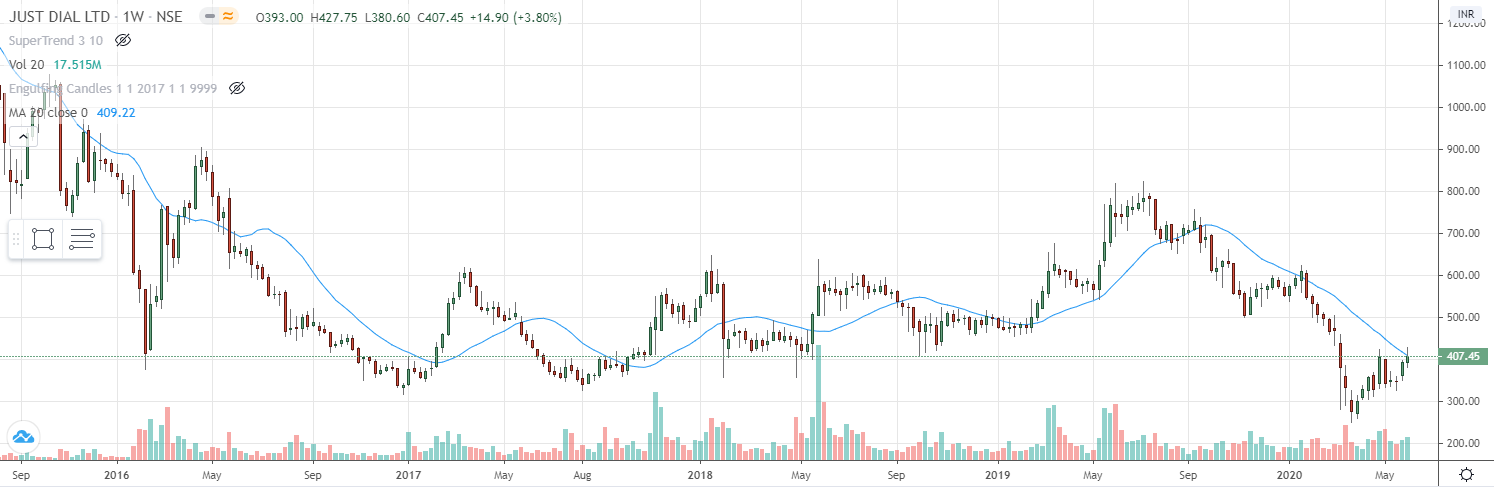 JUST DIAL LTD · 1W · NSE O393.00 H427.75 L380.60 C407.45 +14.90 (+3.80%)
SuperTrend 3 10
Vol 20 17.515M
Engulfing Candles 1 1 2017 1 1 9999
MA 20 close 0 409.22
INR
1200.00
1100.00
1000.00
900.00
800.00
700.00
600.00
500.00
407.45
300.00
200.00
Sep 2016 May Sep 2017 May Aug 2018 May Sep 2019 May Sep 2020 May